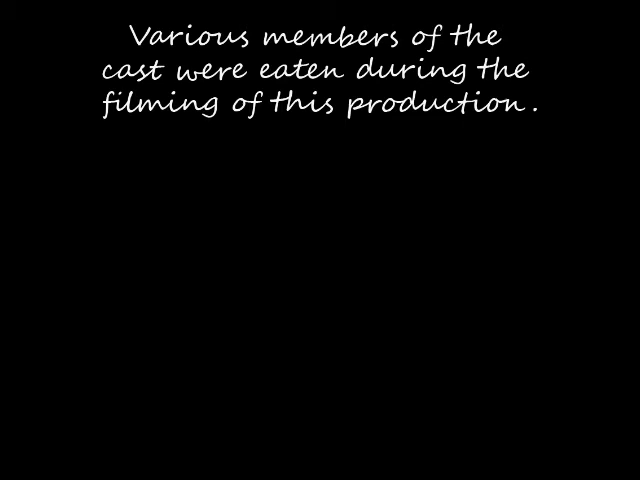 Various members of the
cast were eaten during the
filming of this production.